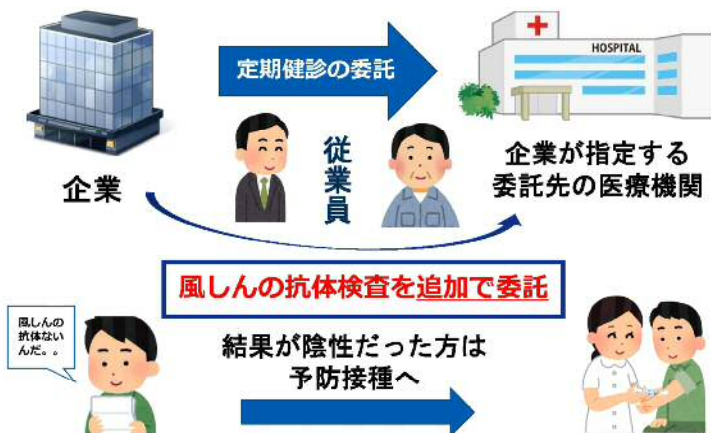 定期健診の委託
HOSPITAL
企業
従業員
企業が指定する
委託先の医療機関
風しんの抗体検査を追加で委託
風しんの
抗体ない
んだ。。
結果が陰性だった方は
予防接種へ